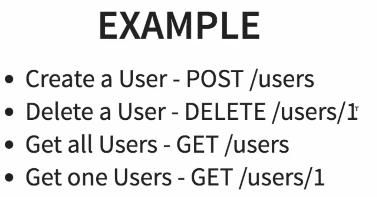 EXAMPLE
• Create a User - POST /users
• Delete a User - DELETE /users/1
• Get all Users - GET /users
• Get one Users - GET /users/1